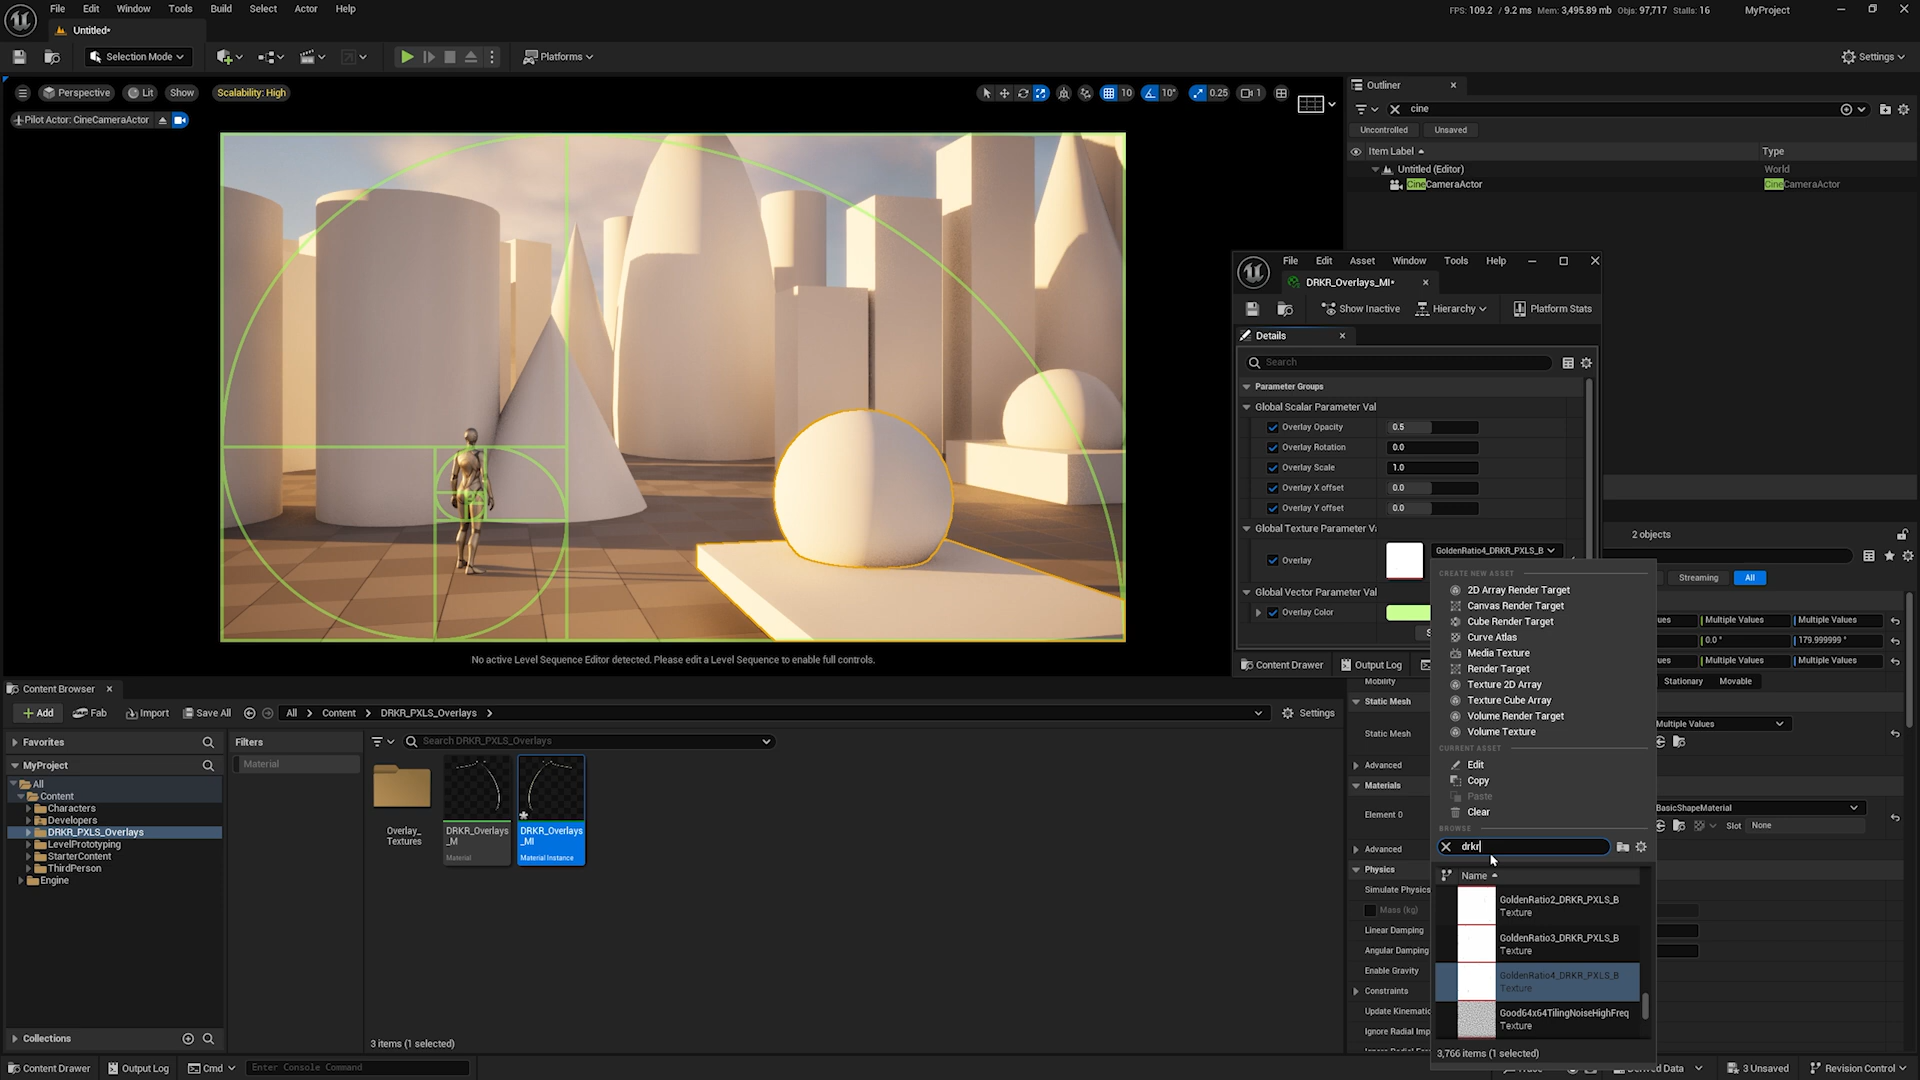 File Edit Window Tools Build Select Actor Help
FPS: 109.2 / 9.2 ms Mem: 3,495.89 mb Objs: 97,717 Stalls: 16 MyProject
Untitled*
Selection Mode Platforms Settings
Perspective Lit Show Scalability: High 10 10° 0.25 1
Pilot Actor: CineCameraActor
No active Level Sequence Editor detected. Please edit a Level Sequence to enable full controls.
Outliner
cine
Uncontrolled Unsaved
Item Label Type
Untitled (Editor) World
CineCameraActor CineCameraActor
File Edit Asset Window Tools Help
DRKR_Overlays_MI*
Show Inactive Hierarchy Platform Stats
Details
Search
Parameter Groups
Global Scalar Parameter Val
Overlay Opacity 0.5
Overlay Rotation 0.0
Overlay Scale 1.0
Overlay X offset 0.0
Overlay Y offset 0.0
Global Texture Parameter Va
Overlay GoldenRatio4_DRKR_PXLS_B
Global Vector Parameter Val
Overlay Color
Content Drawer Output Log
CREATE NEW ASSET
2D Array Render Target
Canvas Render Target
Cube Render Target
Curve Atlas
Media Texture
Render Target
Texture 2D Array
Texture Cube Array
Volume Render Target
Volume Texture
CURRENT ASSET
Edit
Copy
Paste
Clear
BROWSE
drkr
Name
GoldenRatio2_DRKR_PXLS_B
Texture
GoldenRatio3_DRKR_PXLS_B
Texture
GoldenRatio4_DRKR_PXLS_B
Texture
Good64x64TilingNoiseHighFreq
Texture
3,766 items (1 selected)
2 objects
Streaming All
ues Multiple Values Multiple Values
0.0 ° 179.999999 °
ues Multiple Values Multiple Values
Mobility Stationary Movable
Static Mesh
Static Mesh Multiple Values
Advanced
Materials
Element 0 BasicShapeMaterial
Slot None
Advanced
Physics
Simulate Physics
Mass (kg)
Linear Damping
Angular Damping
Enable Gravity
Constraints
Update Kinematic
Ignore Radial Imp
Content Browser
Add Fab Import Save All All Content DRKR_PXLS_Overlays Settings
Favorites
MyProject
All
Content
Characters
Developers
DRKR_PXLS_Overlays
LevelPrototyping
StarterContent
ThirdPerson
Engine
Collections
Filters
Material
Search DRKR_PXLS_Overlays
Overlay_
Textures
DRKR_Overlays
_M
Material
DRKR_Overlays
_MI
Material Instance
3 items (1 selected)
Content Drawer Output Log Cmd Enter Console Command
Derived Data 3 Unsaved Revision Control